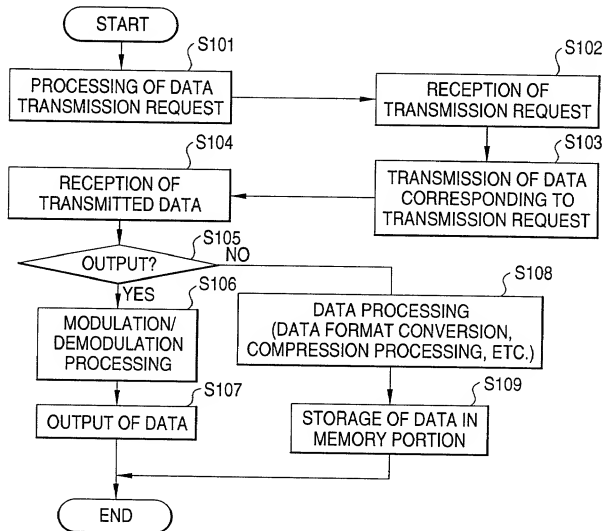 START
S101
PROCESSING OF DATA
TRANSMISSION REQUEST
S102
RECEPTION OF
TRANSMISSION REQUEST
S103
TRANSMISSION OF DATA
CORRESPONDING TO
TRANSMISSION REQUEST
S104
RECEPTION OF
TRANSMITTED DATA
S105
OUTPUT?
NO
YES
S106
MODULATION/
DEMODULATION
PROCESSING
S107
OUTPUT OF DATA
S108
DATA PROCESSING
(DATA FORMAT CONVERSION,
COMPRESSION PROCESSING, ETC.)
S109
STORAGE OF DATA IN
MEMORY PORTION
END